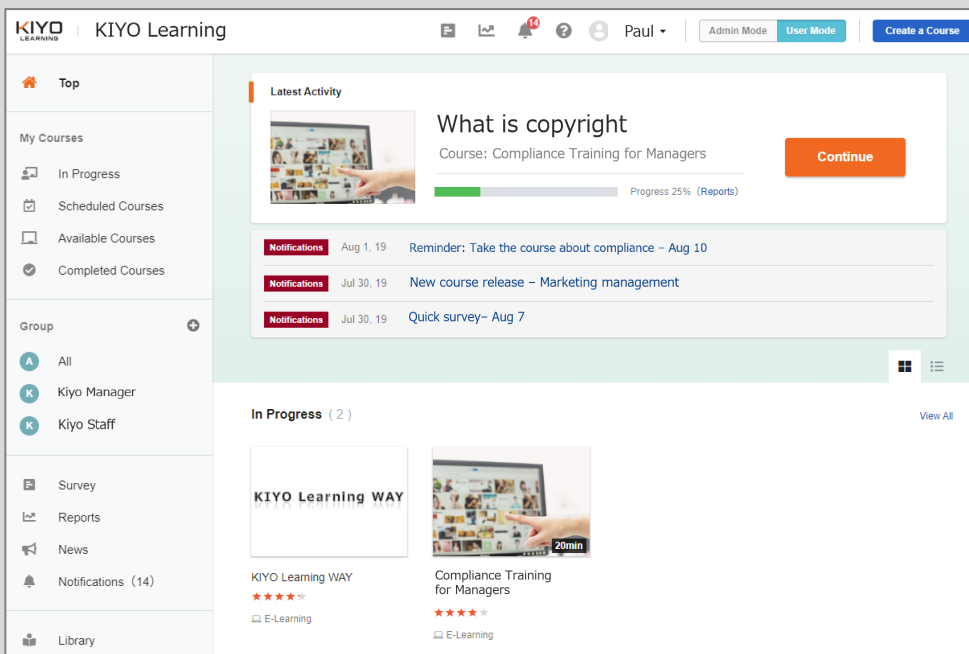 KIYO
LEARNING
KIYO Learning
14
Paul
Admin Mode
User Mode
Create a Course
Top
My Courses
In Progress
Scheduled Courses
Available Courses
Completed Courses
Group
A All
K Kiyo Manager
K Kiyo Staff
Survey
Reports
News
Notifications (14)
Library
Latest Activity
What is copyright
Course: Compliance Training for Managers
Progress 25% (Reports)
Continue
Notifications Aug 1, 19 Reminder: Take the course about compliance – Aug 10
Notifications Jul 30, 19 New course release – Marketing management
Notifications Jul 30, 19 Quick survey– Aug 7
In Progress ( 2 )
View All
KIYO Learning WAY
KIYO Learning WAY
E-Learning
20min
Compliance Training
for Managers
E-Learning